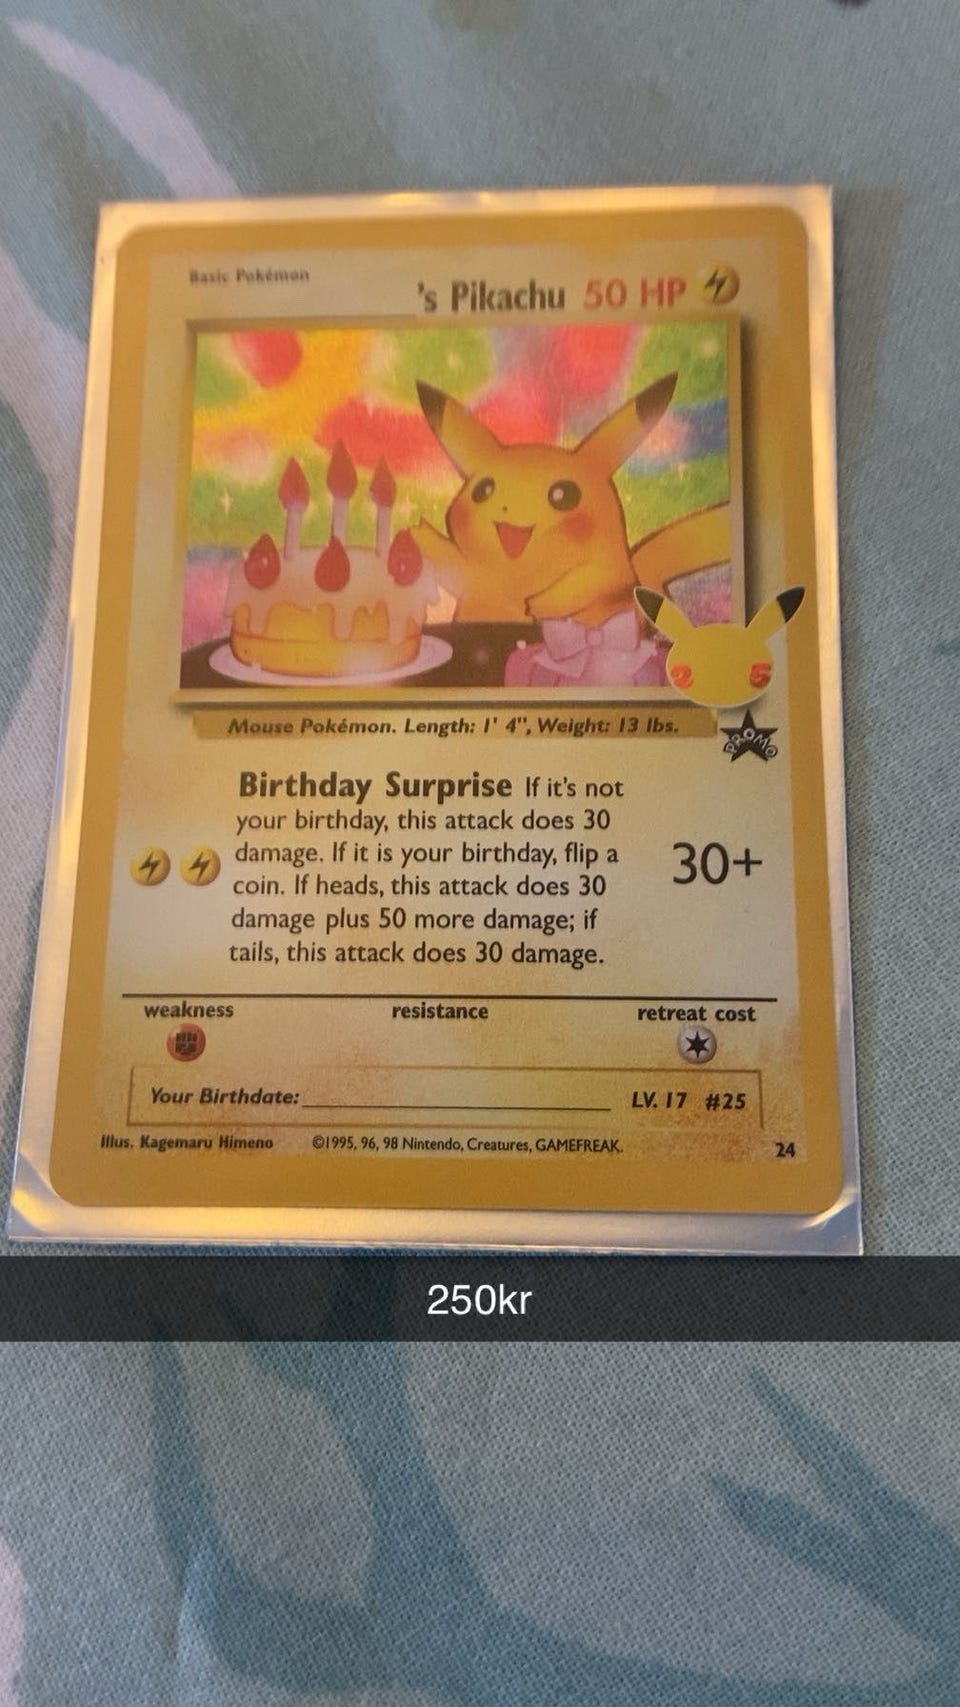 Basic Pokémon
's Pikachu 50 HP
2 5
Mouse Pokémon. Length: 1' 4", Weight: 13 lbs.
PROMO
Birthday Surprise If it's not
your birthday, this attack does 30
damage. If it is your birthday, flip a
coin. If heads, this attack does 30
damage plus 50 more damage; if
tails, this attack does 30 damage.
30+
weakness resistance retreat cost
Your Birthdate: LV. 17 #25
Illus. Kagemaru Himeno ©1995, 96, 98 Nintendo, Creatures, GAMEFREAK. 24
250kr